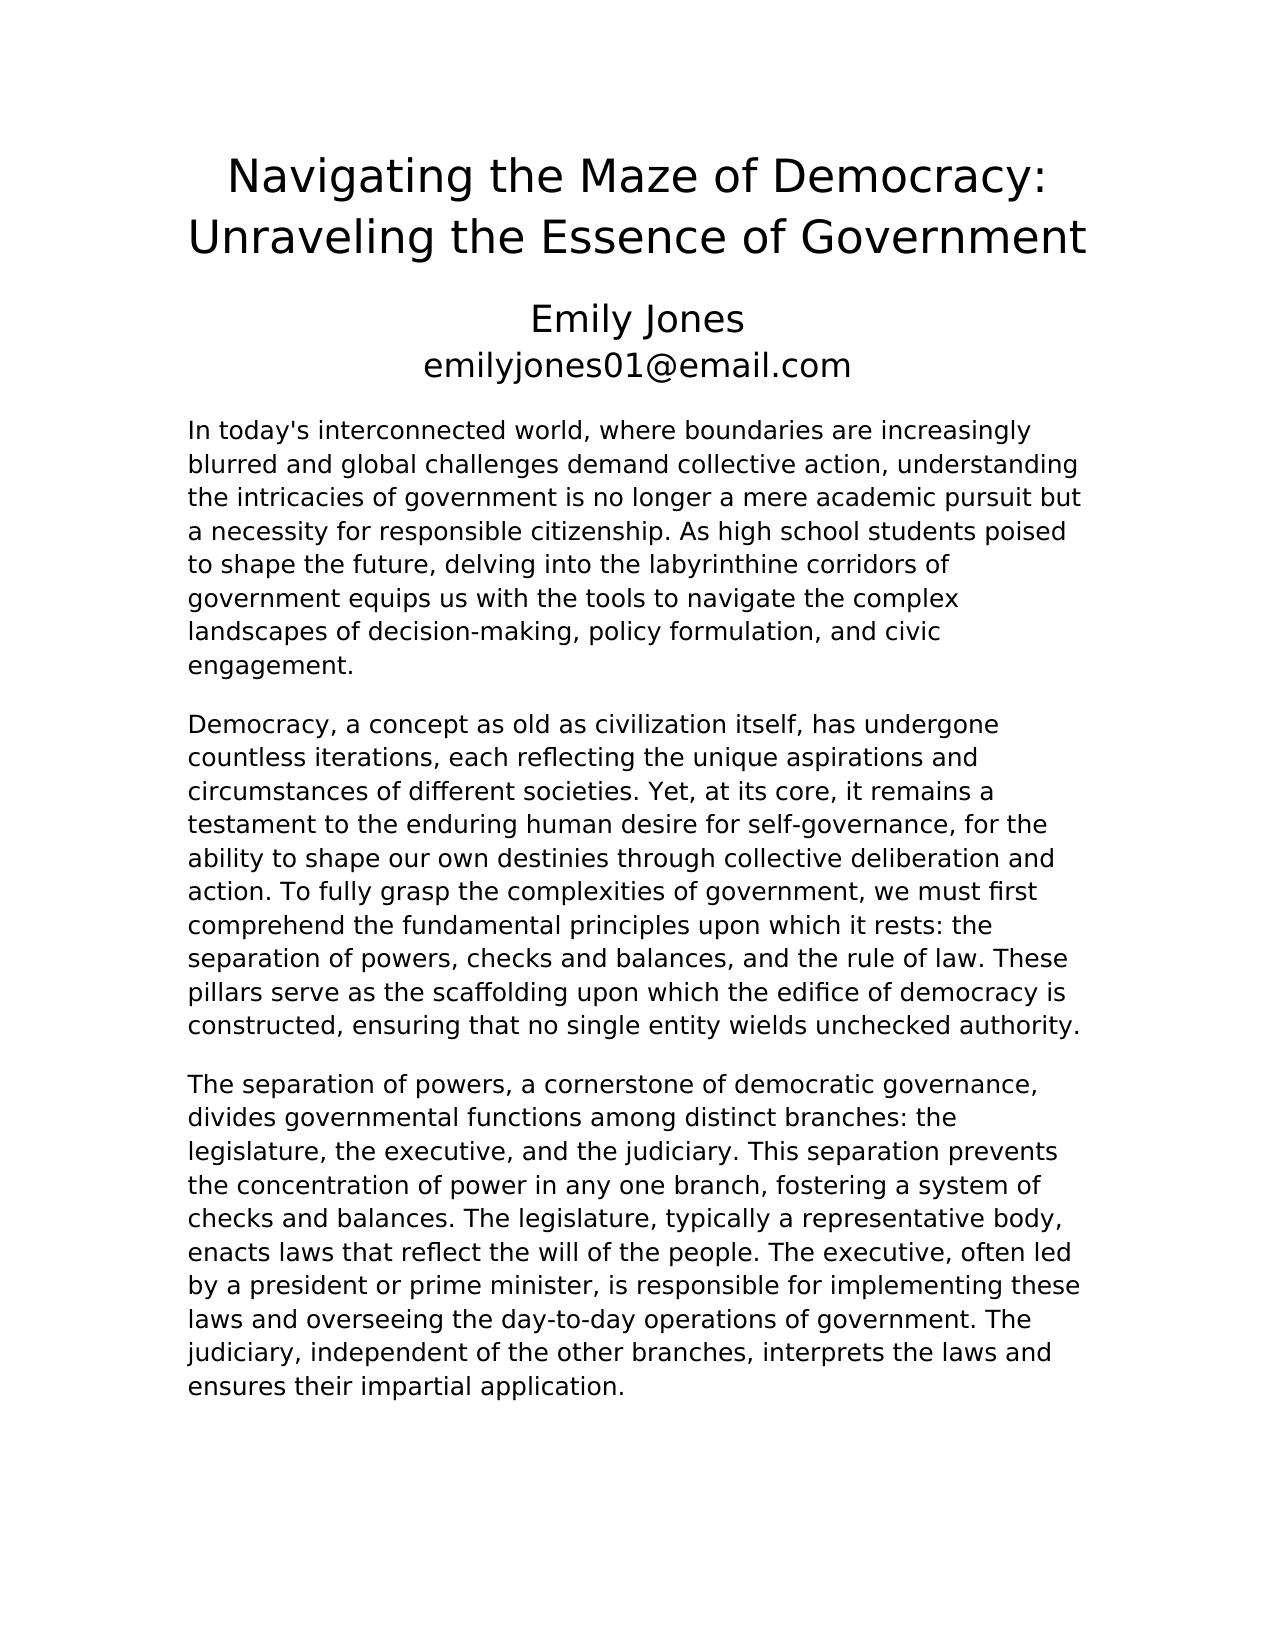 Navigating the Maze of Democracy:
Unraveling the Essence of Government
Emily Jones
emilyjones01@email.com
In today's interconnected world, where boundaries are increasingly
blurred and global challenges demand collective action, understanding
the intricacies of government is no longer a mere academic pursuit but
a necessity for responsible citizenship. As high school students poised
to shape the future, delving into the labyrinthine corridors of
government equips us with the tools to navigate the complex
landscapes of decision-making, policy formulation, and civic
engagement.
Democracy, a concept as old as civilization itself, has undergone
countless iterations, each reflecting the unique aspirations and
circumstances of different societies. Yet, at its core, it remains a
testament to the enduring human desire for self-governance, for the
ability to shape our own destinies through collective deliberation and
action. To fully grasp the complexities of government, we must first
comprehend the fundamental principles upon which it rests: the
separation of powers, checks and balances, and the rule of law. These
pillars serve as the scaffolding upon which the edifice of democracy is
constructed, ensuring that no single entity wields unchecked authority.
The separation of powers, a cornerstone of democratic governance,
divides governmental functions among distinct branches: the
legislature, the executive, and the judiciary. This separation prevents
the concentration of power in any one branch, fostering a system of
checks and balances. The legislature, typically a representative body,
enacts laws that reflect the will of the people. The executive, often led
by a president or prime minister, is responsible for implementing these
laws and overseeing the day-to-day operations of government. The
judiciary, independent of the other branches, interprets the laws and
ensures their impartial application.